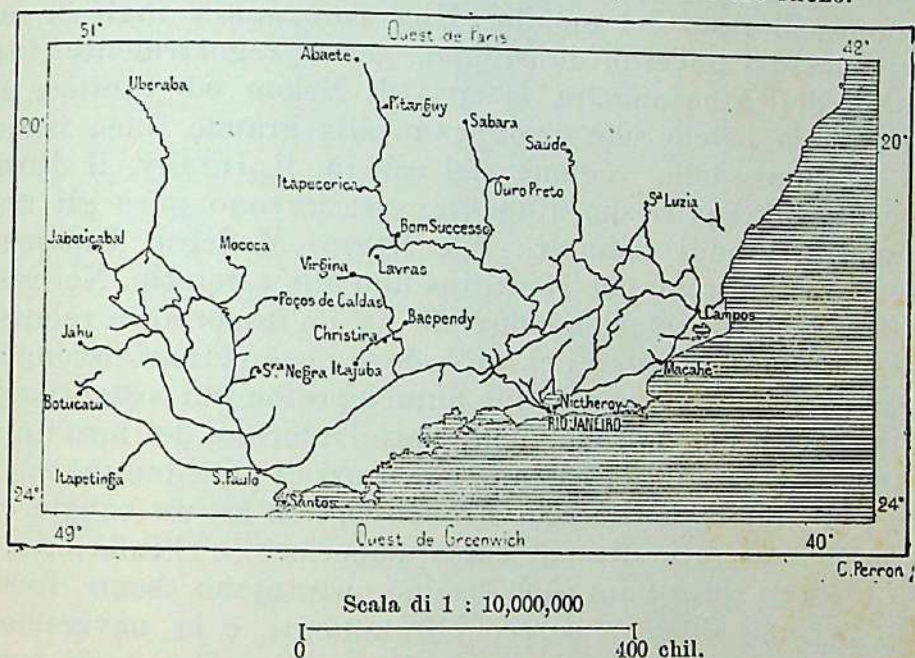 51°
Ouest de Paris
42°
Abaete
Uberaba
Pitanguy
20°
Sabara
20°
Saúde
Itapecerica
Ouro Preto
Sta Luzia
Bom Successo
Jaboticabal
Mococa
Lavras
Virgina
Poços de Caldas
Baependy
Campos
Jahu
Christira
Macahé
Sra Negra
Itajuba
Botucatu
Nictheroy
RIO JANEIRO
Itapetinga
S. Paulo
24°
Santos
24°
49°
Ouest de Greenwich
40°
C. Perron
Scala di 1 : 10,000,000
0
400 chil.